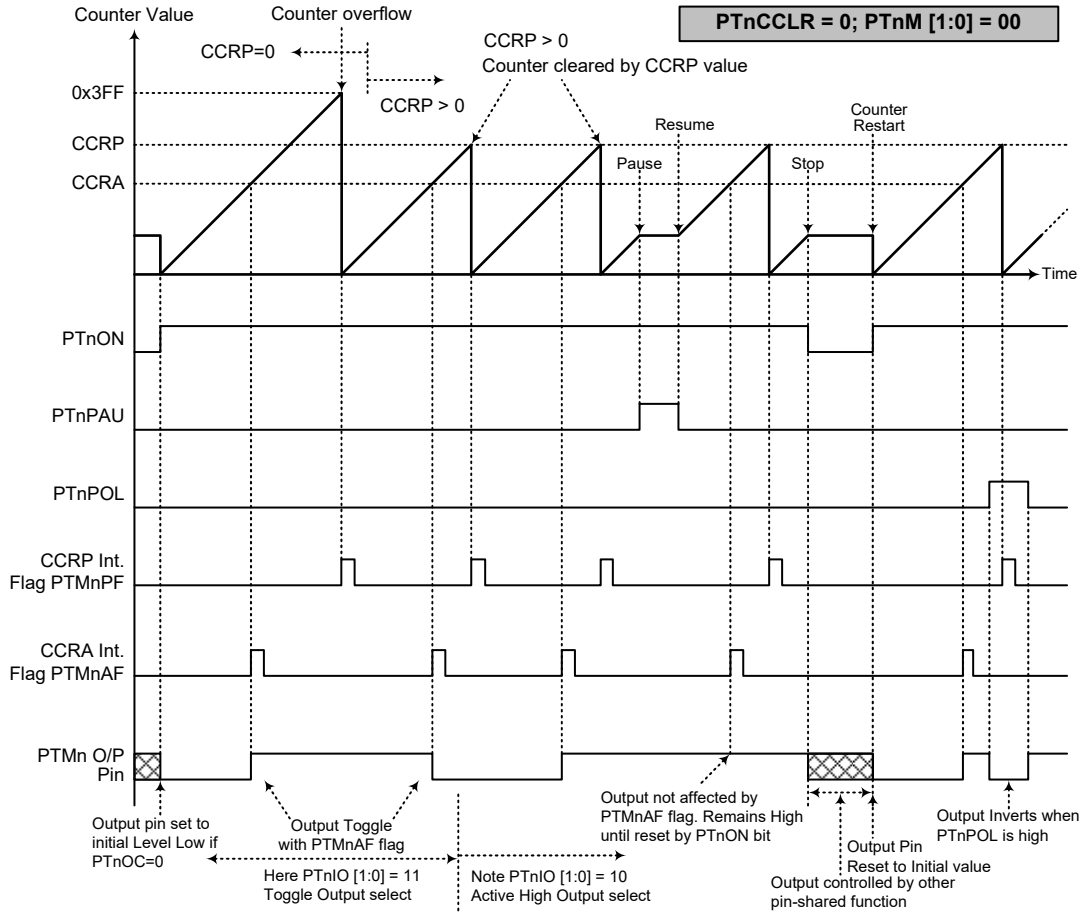 Counter Value
Counter overflow
PTnCCLR = 0; PTnM [1:0] = 00
CCRP=0
CCRP > 0
CCRP > 0
Counter cleared by CCRP value
0x3FF
CCRP
CCRA
Pause
Resume
Stop
Counter
Restart
Time
PTnON
PTnPAU
PTnPOL
CCRP Int.
Flag PTMnPF
CCRA Int.
Flag PTMnAF
PTMn O/P
Pin
Output pin set to
initial Level Low if
PTnOC=0
Output Toggle
with PTMnAF flag
Here PTnIO [1:0] = 11
Toggle Output select
Note PTnIO [1:0] = 10
Active High Output select
Output not affected by
PTMnAF flag. Remains High
until reset by PTnON bit
Output Pin
Reset to Initial value
Output controlled by other
pin-shared function
Output Inverts when
PTnPOL is high